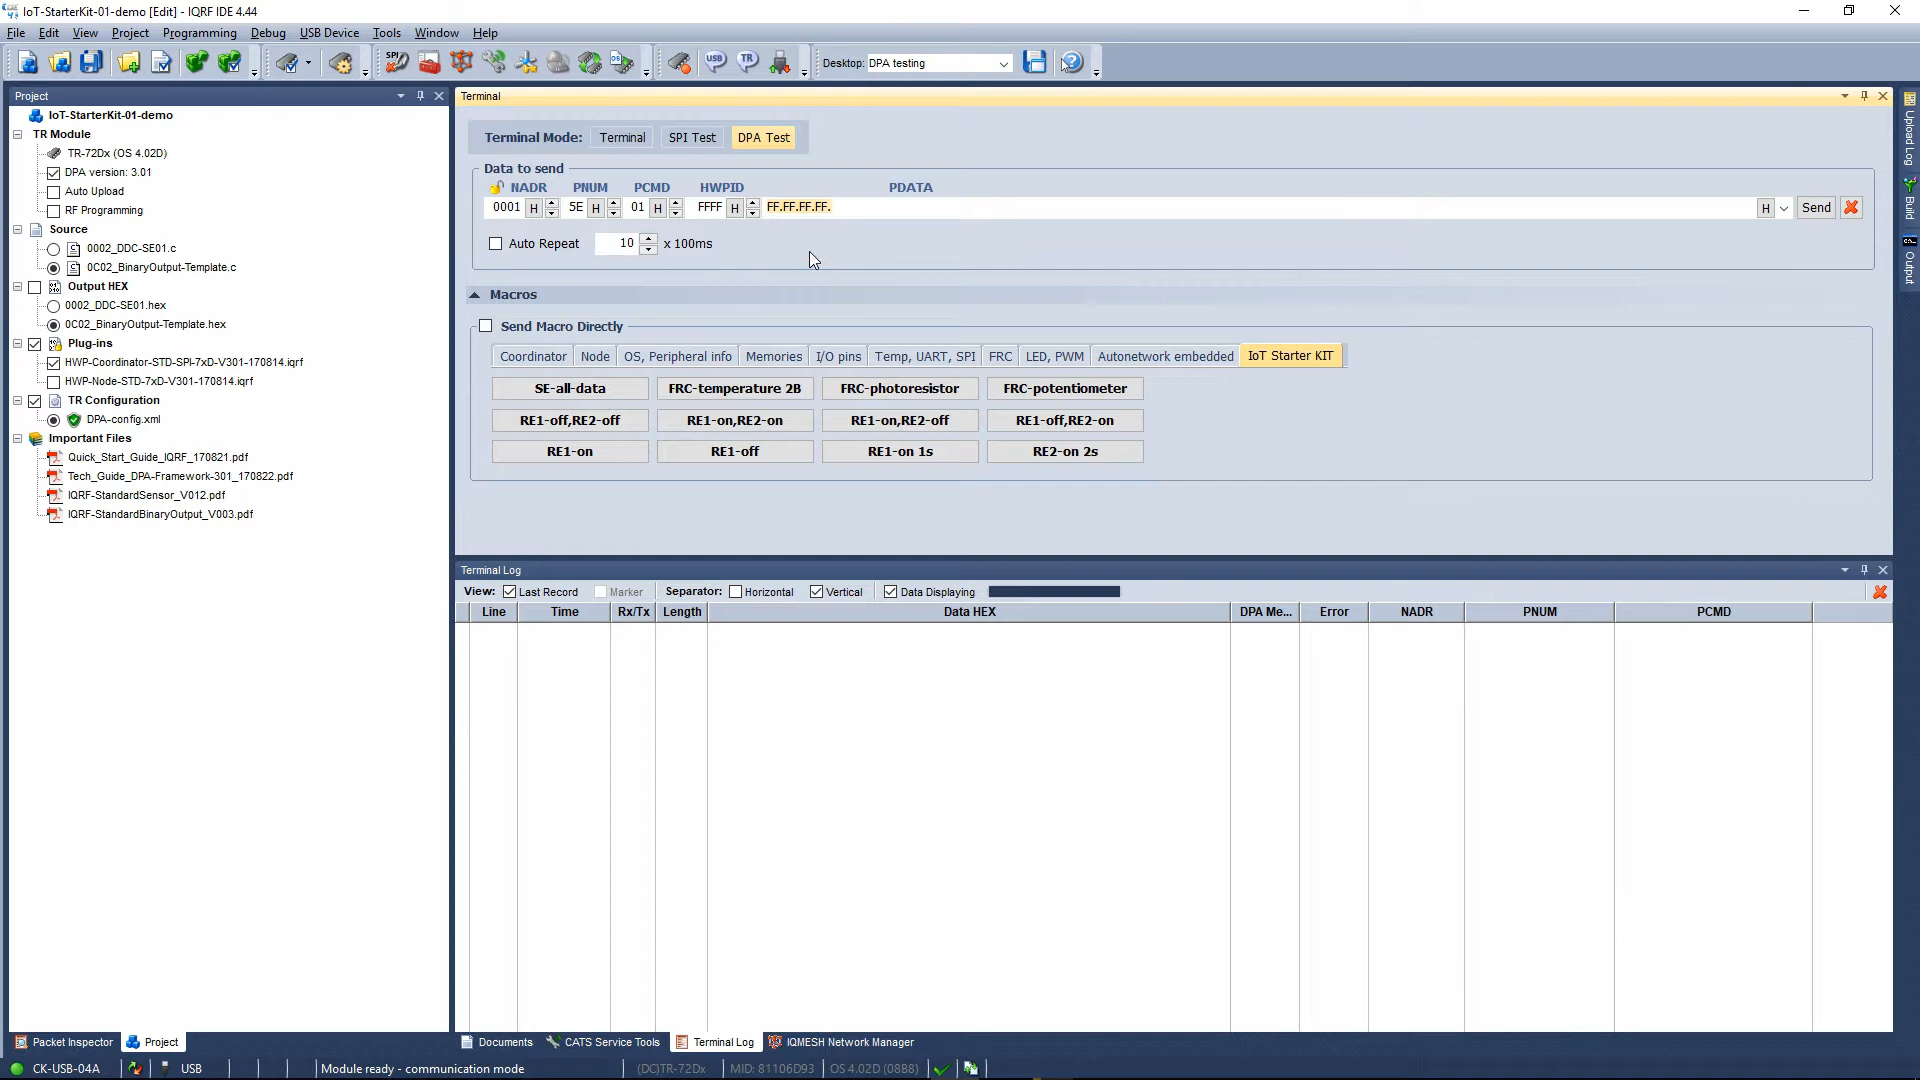 IoT-StarterKit-01-demo [Edit] - IQRF IDE 4.44
File Edit View Project Programming Debug USB Device Tools Window Help
SPI OS USB TR Desktop: DPA testing
Project
IoT-StarterKit-01-demo
TR Module
TR-72Dx (OS 4.02D)
DPA version: 3.01
Auto Upload
RF Programming
Source
0002_DDC-SE01.c
0C02_BinaryOutput-Template.c
Output HEX
0002_DDC-SE01.hex
0C02_BinaryOutput-Template.hex
Plug-ins
HWP-Coordinator-STD-SPI-7xD-V301-170814.iqrf
HWP-Node-STD-7xD-V301-170814.iqrf
TR Configuration
DPA-config.xml
Important Files
Quick_Start_Guide_IQRF_170821.pdf
Tech_Guide_DPA-Framework-301_170822.pdf
IQRF-StandardSensor_V012.pdf
IQRF-StandardBinaryOutput_V003.pdf
Packet Inspector Project
Terminal
Terminal Mode: Terminal SPI Test DPA Test
Data to send
NADR PNUM PCMD HWPID PDATA
0001 H 5E H 01 H FFFF H FF.FF.FF.FF. H Send
Auto Repeat 10 x 100ms
Macros
Send Macro Directly
Coordinator Node OS, Peripheral info Memories I/O pins Temp, UART, SPI FRC LED, PWM Autonetwork embedded IoT Starter KIT
SE-all-data FRC-temperature 2B FRC-photoresistor FRC-potentiometer
RE1-off,RE2-off RE1-on,RE2-on RE1-on,RE2-off RE1-off,RE2-on
RE1-on RE1-off RE1-on 1s RE2-on 2s
Terminal Log
View: Last Record Marker Separator: Horizontal Vertical Data Displaying
Line Time Rx/Tx Length Data HEX DPA Me... Error NADR PNUM PCMD
Documents CATS Service Tools Terminal Log IQMESH Network Manager
Upload Log
Build
Output
CK-USB-04A USB Module ready - communication mode (DC)TR-72Dx MID: 81106D93 OS 4.02D (08B8)